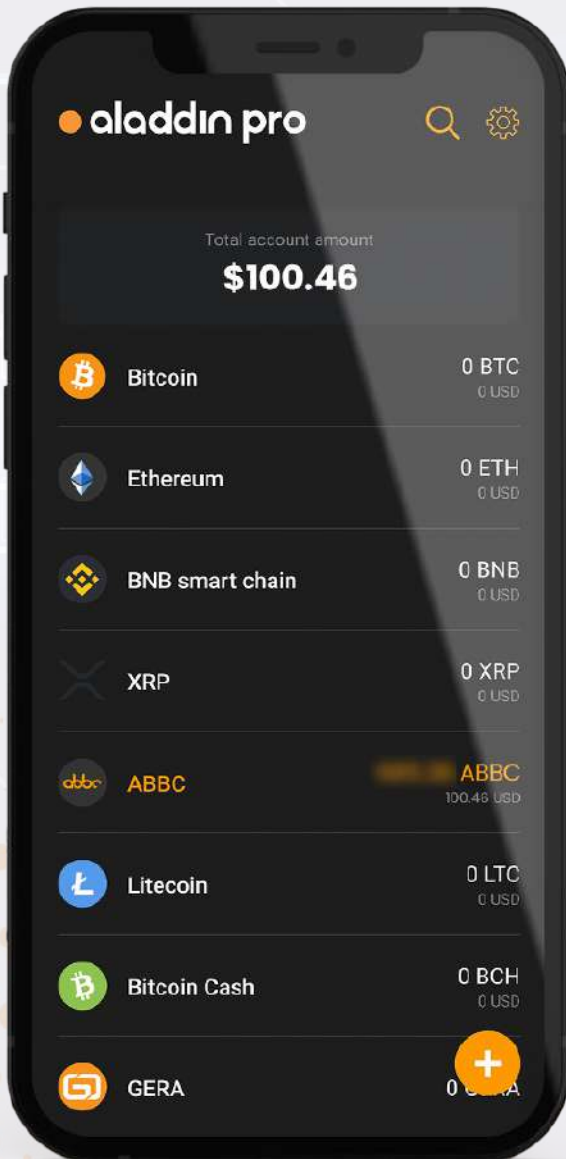 aladdin pro
Total account amount
$100.46
Bitcoin
0 BTC
0 USD
Ethereum
0 ETH
0 USD
BNB smart chain
0 BNB
0 USD
XRP
0 XRP
0 USD
abbc
ABBC
ABBC
100.46 USD
Litecoin
0 LTC
0 USD
Bitcoin Cash
0 BCH
0 USD
GERA
0